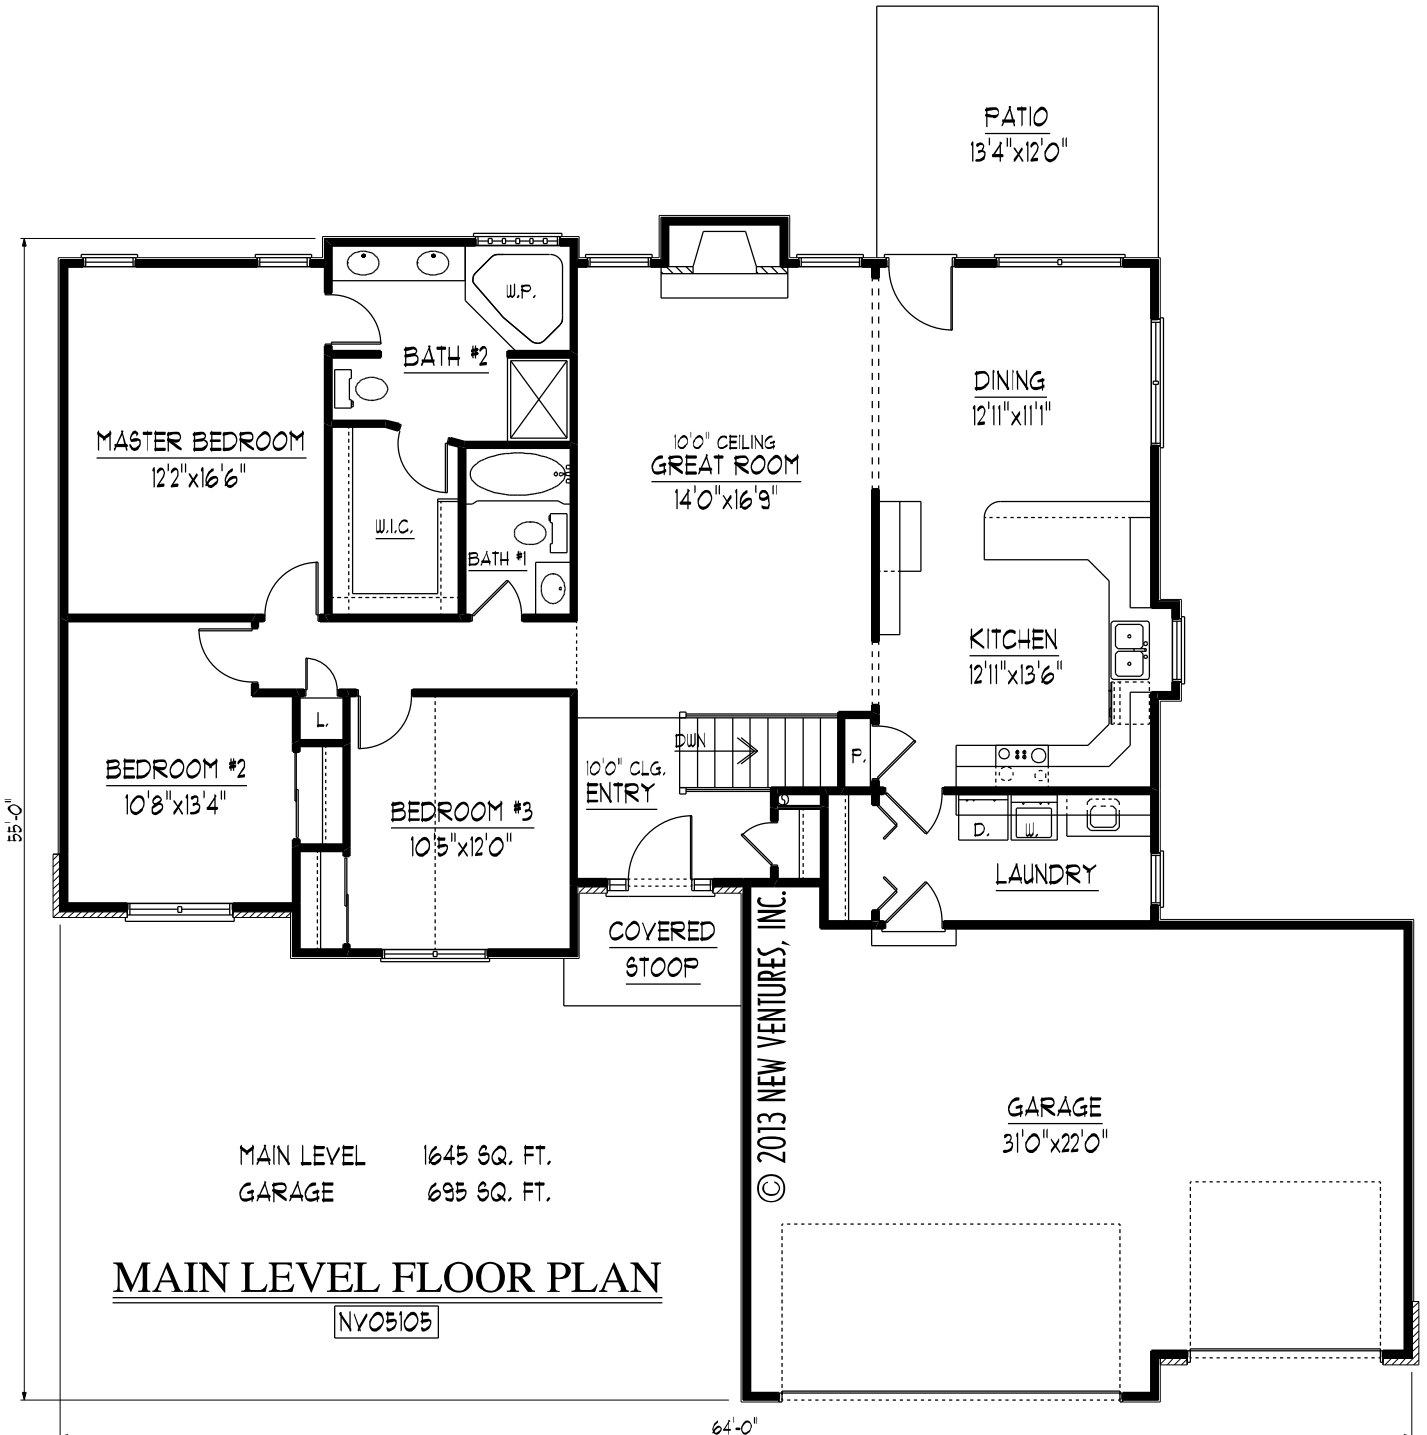 PATIO
13'4"x12'0"
W.P.
BATH #2
DINING
12'11"x11'1"
MASTER BEDROOM
12'2"x16'6"
10'0" CEILING
GREAT ROOM
14'0"x16'9"
W.I.C.
BATH #1
KITCHEN
12'11"x13'6"
L.
DWN
P.
BEDROOM #2
10'8"x13'4"
10'0" CLG.
ENTRY
BEDROOM #3
10'5"x12'0"
D.
W.
LAUNDRY
55'-0"
COVERED
STOOP
© 2013 NEW VENTURES, INC.
GARAGE
31'0"x22'0"
MAIN LEVEL 1645 SQ. FT.
GARAGE 695 SQ. FT.
MAIN LEVEL FLOOR PLAN
NV05105
64'-0"